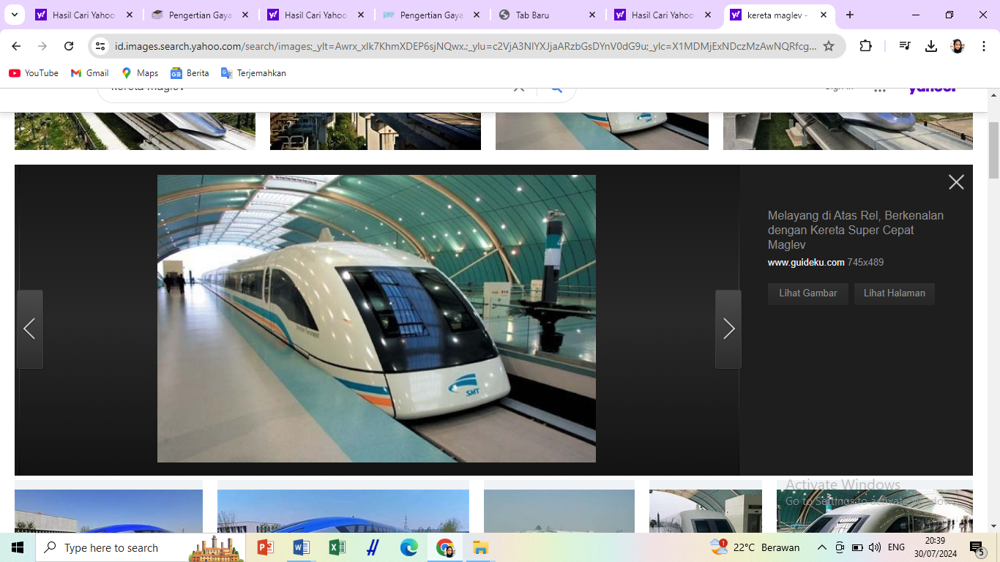 Hasil Cari Yahoo
Pengertian Gaya
Hasil Cari Yahoo
Pengertian Gaya
Tab Baru
Hasil Cari Yahoo
kereta maglev -
id.images.search.yahoo.com/search/images;_ylt=Awrx_xIk7KhmXDEP6sjNQwx.;_ylu=c2VjA3NlYXJjaARzbGsDYnV0dG9u;_ylc=X1MDMjExNDczMzAwNQRfcg...
YouTube
Gmail
Maps
Berita
Terjemahkan
kereta maglev
Sign in
yahoo!
Melayang di Atas Rel, Berkenalan
dengan Kereta Super Cepat
Maglev
www.guideku.com 745x489
Lihat Gambar
Lihat Halaman
SMT
Activate Windows
Go to Settings to activate Windows.
Type here to search
1
22°C Berawan
ENG
20:39
30/07/2024
5